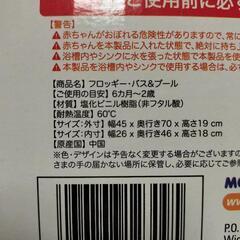 ご使用前に必ず
【警告】
●赤ちゃんがおぼれる危険性がありますので、
●赤ちゃんを本製品に入れた状態で、絶対に持ち上
●浴槽内やシンクに水を張った状態で本製品を
●浴槽内やシンクで使用する場合は、必
[商品名] フロッギー・バス&プール
[ご使用の目安] 6カ月〜2歳
[材質] 塩化ビニル樹脂(非フタル酸)
[耐熱温度] 60℃
[サイズ:外寸] 幅45 x 奥行き70 x 高さ19 cm
[サイズ:内寸] 幅26 x 奥行き46 x 高さ18 cm
[原産国] 中国
※色・デザインは予告なく変更する場合がございま
さまの手の届かない場所に保管し、必要に応じてご参
P.O.